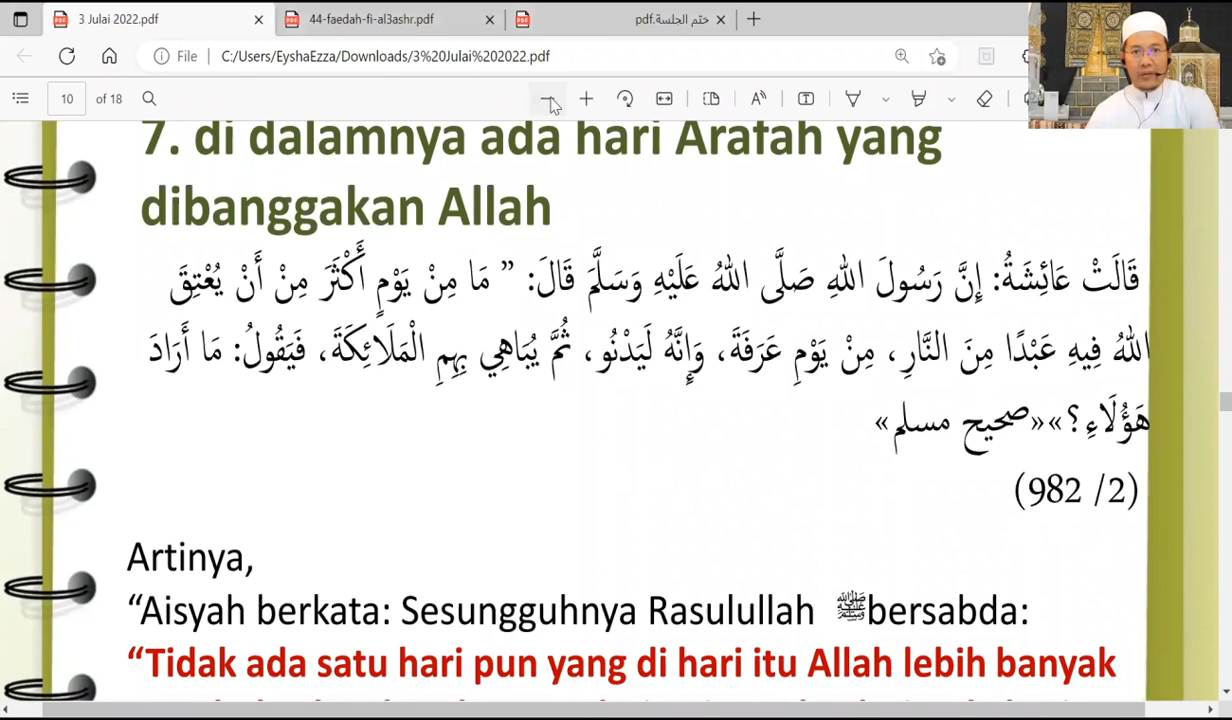 3 Julai 2022.pdf
44-faedah-fi-al3ashr.pdf
ختم الجلسة.pdf
File C:/Users/EyshaEzza/Downloads/3%20Julai%202022.pdf
10 of 18
7. di dalamnya ada hari Arafah yang
dibanggakan Allah
قَالَتْ عَائِشَةُ: إِنَّ رَسُولَ اللهِ صَلَّى اللهُ عَلَيْهِ وَسَلَّمَ قَالَ: ” مَا مِنْ يَوْمٍ أَكْثَرَ مِنْ أَنْ يُعْتِقَ
اللهُ فِيهِ عَبْدًا مِنَ النَّارِ، مِنْ يَوْمِ عَرَفَةَ، وَإِنَّهُ لَيَدْنُو، ثُمَّ يُبَاهِي بِهِمِ الْمَلَائِكَةَ، فَيَقُولُ: مَا أَرَادَ
هَؤُلَاءِ؟»«صحيح مسلم»
(2/ 982)
Artinya,
“Aisyah berkata: Sesungguhnya Rasulullah ﷺbersabda:
“Tidak ada satu hari pun yang di hari itu Allah lebih banyak